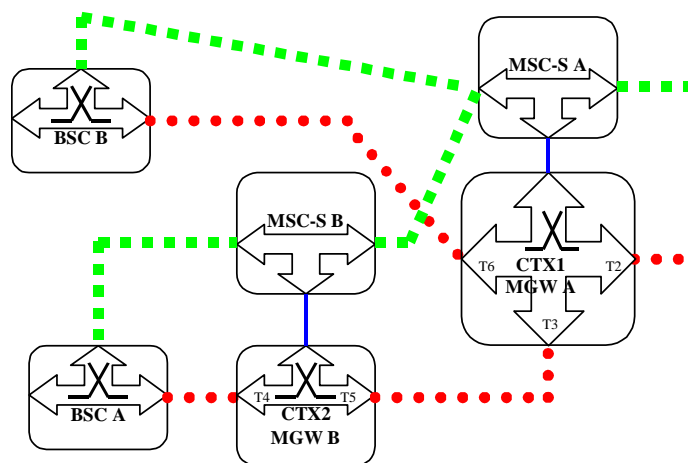 MSC-S A
BSC B
MSC-S B
T6
CTX1
T2
MGW A
T3
BSC A
T4
CTX2
T5
MGW B